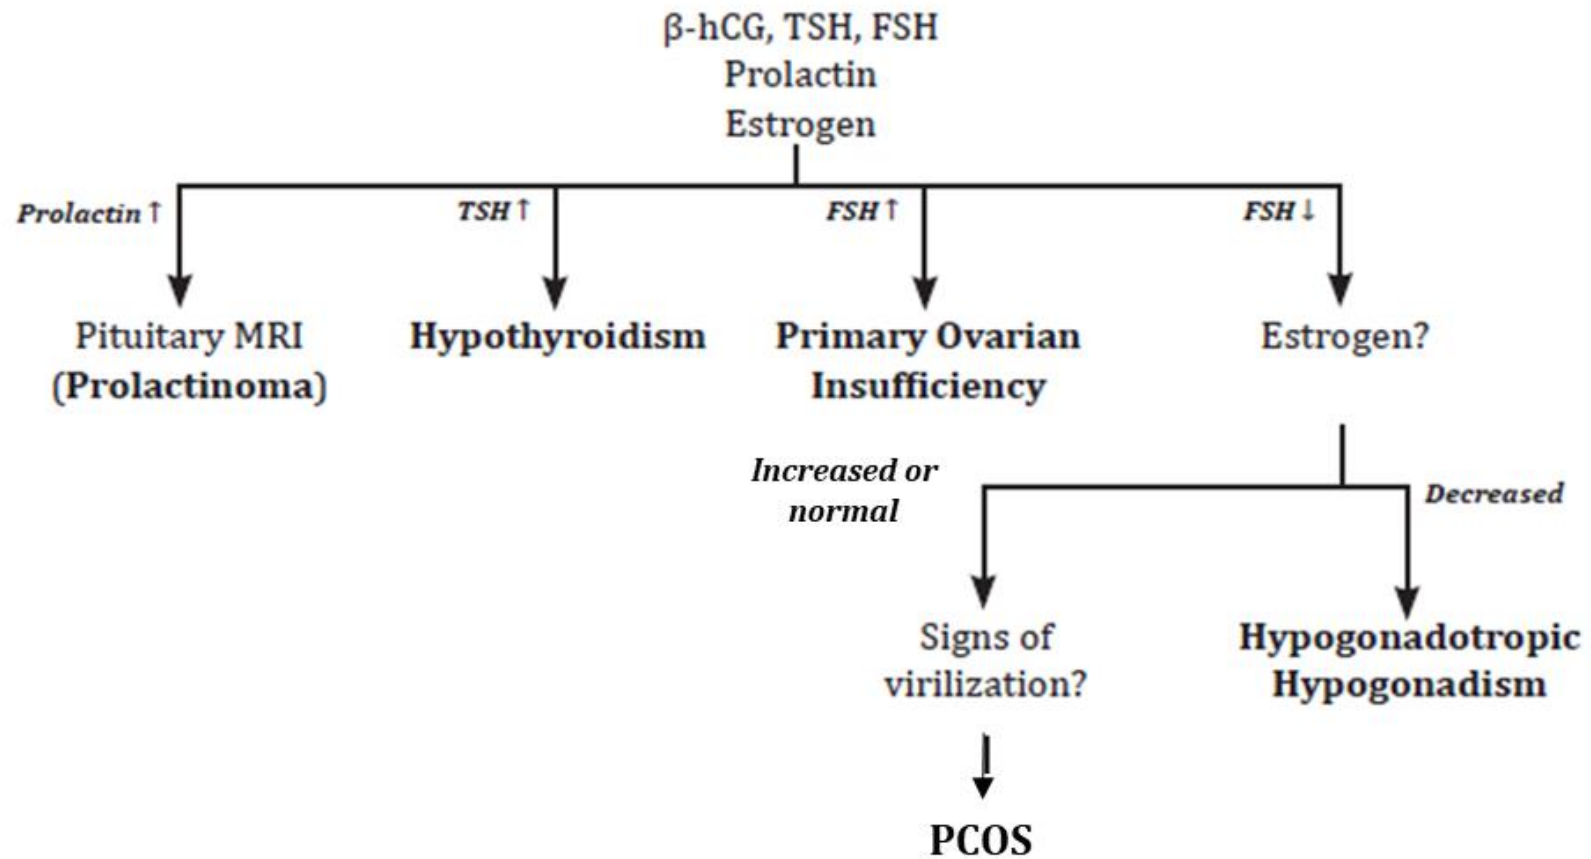 β-hCG, TSH, FSH
Prolactin
Estrogen
Prolactin ↑
TSH ↑
FSH ↑
FSH ↓
Pituitary MRI
(Prolactinoma)
Hypothyroidism
Primary Ovarian
Insufficiency
Estrogen?
Increased or
normal
Decreased
Signs of
virilization?
Hypogonadotropic
Hypogonadism
PCOS